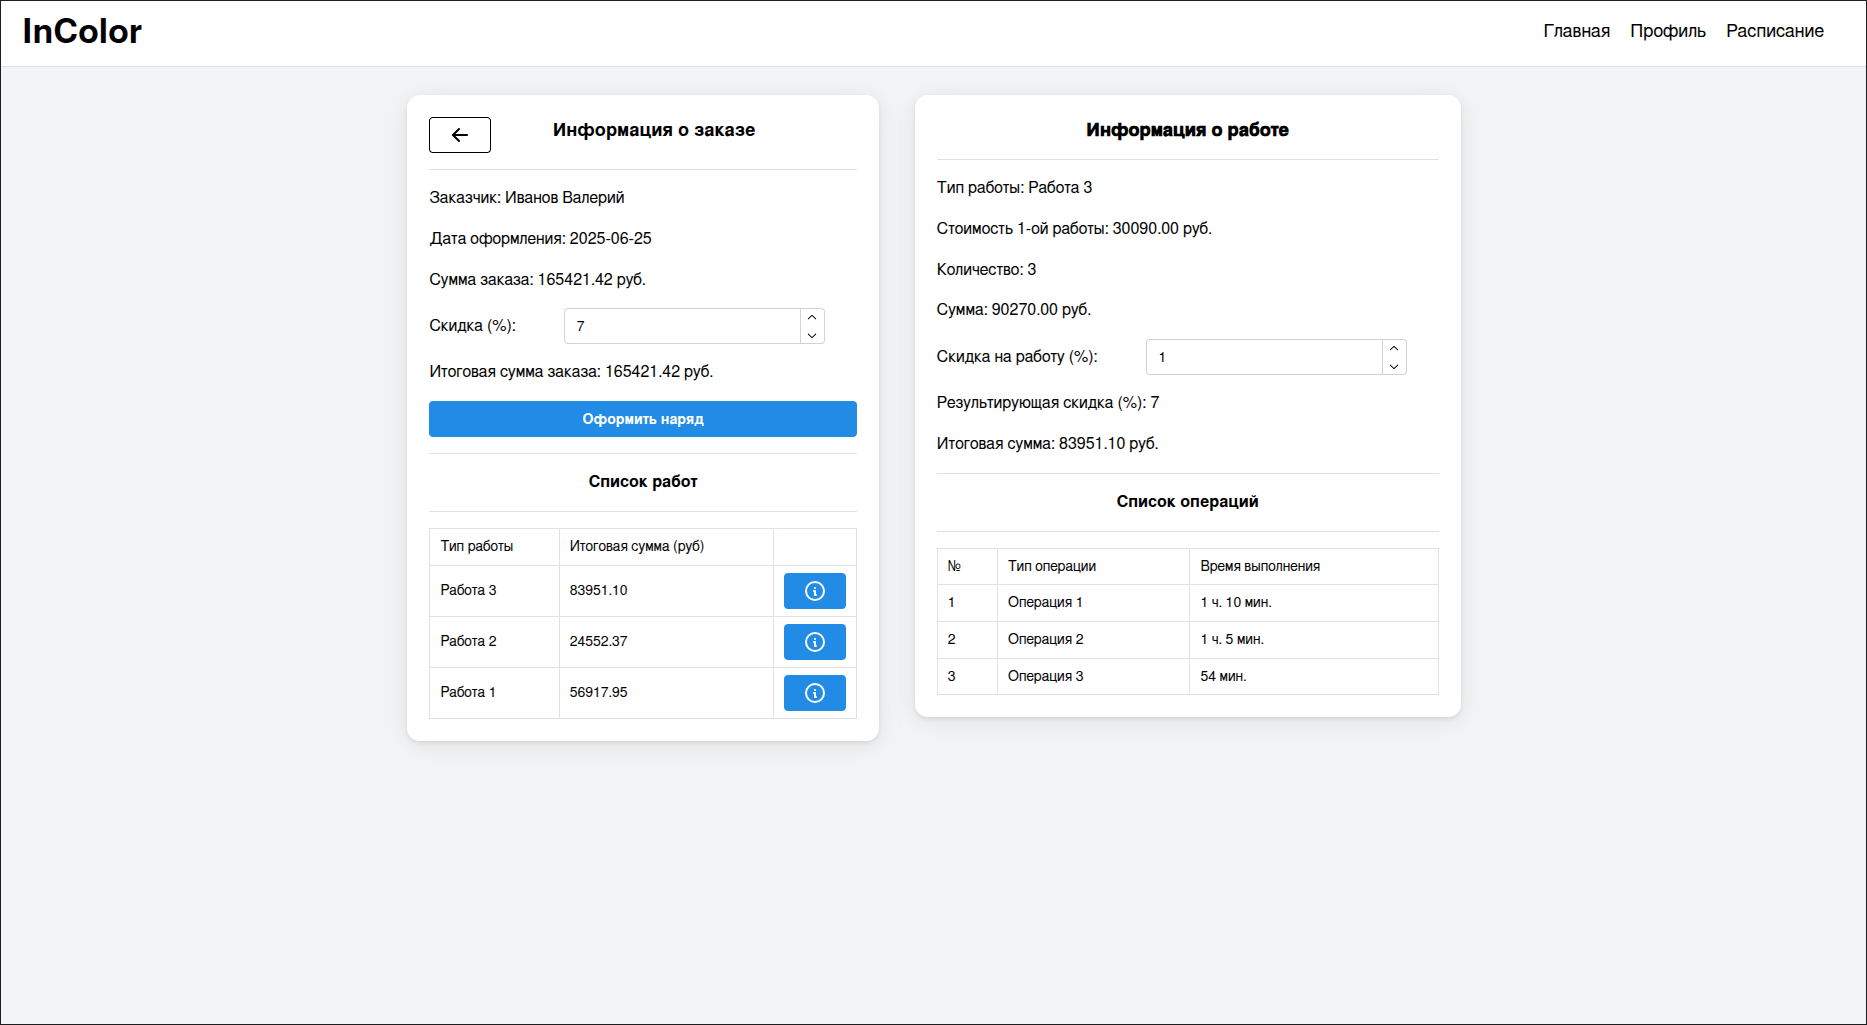 InColor
Главная Профиль Расписание
Информация о заказе
Заказчик: Иванов Валерий
Дата оформления: 2025-06-25
Сумма заказа: 165421.42 руб.
Скидка (%): 7
Итоговая сумма заказа: 165421.42 руб.
Оформить наряд
Список работ
Тип работы Итоговая сумма (руб)
Работа 3 83951.10
Работа 2 24552.37
Работа 1 56917.95
Информация о работе
Тип работы: Работа 3
Стоимость 1-ой работы: 30090.00 руб.
Количество: 3
Сумма: 90270.00 руб.
Скидка на работу (%): 1
Результирующая скидка (%): 7
Итоговая сумма: 83951.10 руб.
Список операций
№ Тип операции Время выполнения
1 Операция 1 1 ч. 10 мин.
2 Операция 2 1 ч. 5 мин.
3 Операция 3 54 мин.